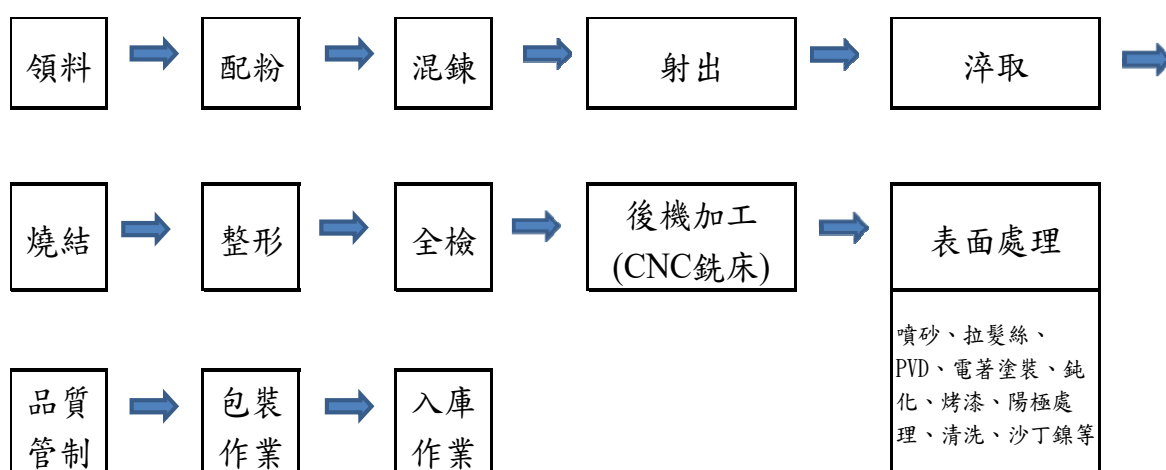 領料
配粉
混鍊
射出
淬取
燒結
整形
全檢
後機加工
(CNC銑床)
表面處理
噴砂、拉髮絲、
PVD、電著塗裝、鈍
化、烤漆、陽極處
理、清洗、沙丁鎳等
品質
管制
包裝
作業
入庫
作業